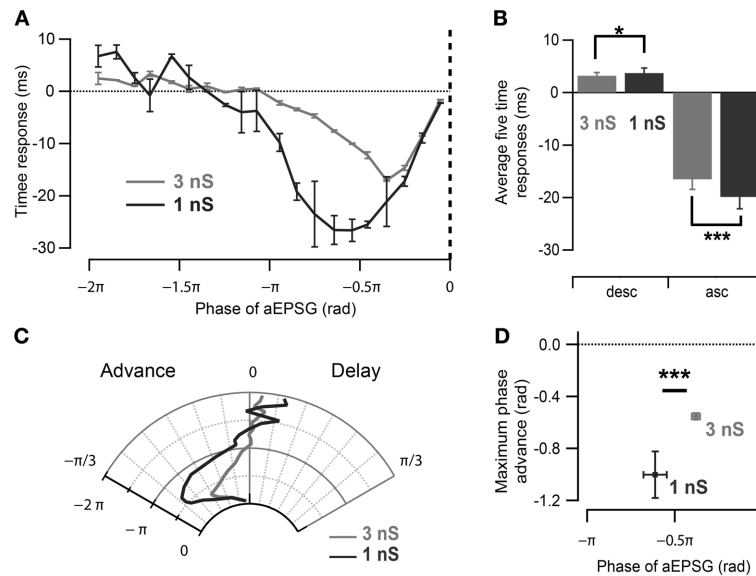 A
10
0
-10
-20
-30
Timee response (ms)
3 nS
1 nS
−2π
−1.5π
−π
−0.5π
0
Phase of aEPSG (rad)
B
10
0
-10
-20
-30
Average five time
responses (ms)
*
3 nS
1 nS
***
desc
asc
C
Advance
0
Delay
−π/3
π/3
−2 π
− π
0
3 nS
1 nS
D
0.0
-0.4
-0.8
-1.2
Maximum phase
advance (rad)
***
3 nS
1 nS
−π
−0.5π
Phase of aEPSG (rad)